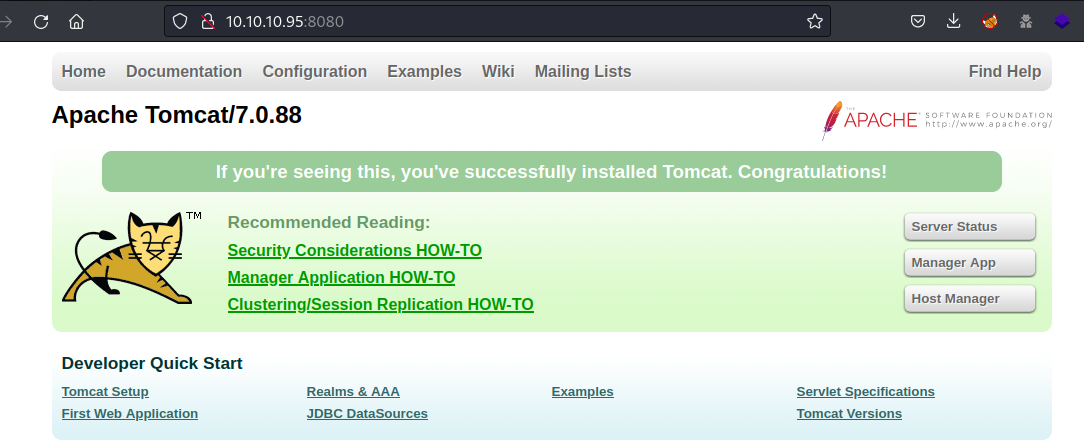 10.10.10.95:8080
Home Documentation Configuration Examples Wiki Mailing Lists Find Help
Apache Tomcat/7.0.88
THE
APACHE® SOFTWARE FOUNDATION
http://www.apache.org/
If you're seeing this, you've successfully installed Tomcat. Congratulations!
TM
Recommended Reading:
Security Considerations HOW-TO
Manager Application HOW-TO
Clustering/Session Replication HOW-TO
Server Status
Manager App
Host Manager
Developer Quick Start
Tomcat Setup Realms & AAA Examples Servlet Specifications
First Web Application JDBC DataSources Tomcat Versions